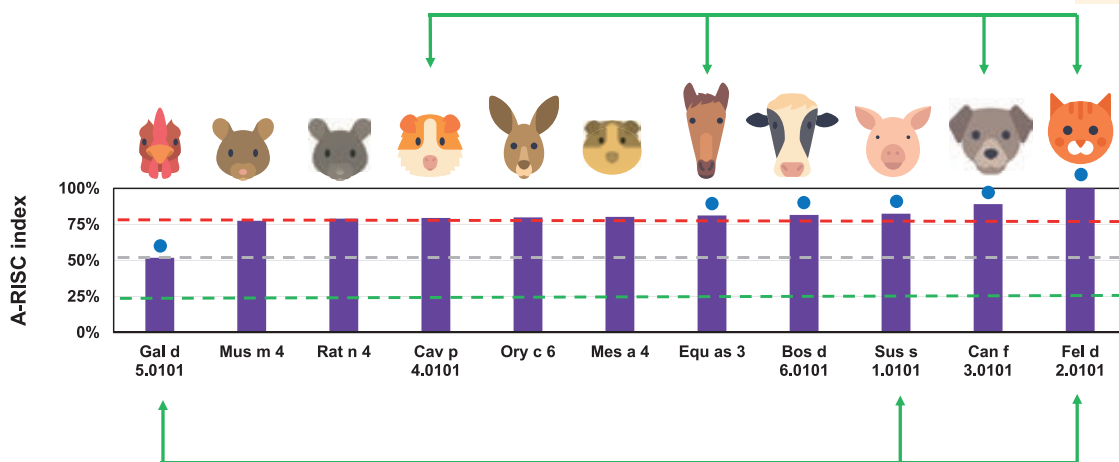 A-RISC index
100%
75%
50%
25%
0%
Gal d
5.0101
Mus m 4
Rat n 4
Cav p
4.0101
Ory c 6
Mes a 4
Equ as 3
Bos d
6.0101
Sus s
1.0101
Can f
3.0101
Fel d
2.0101